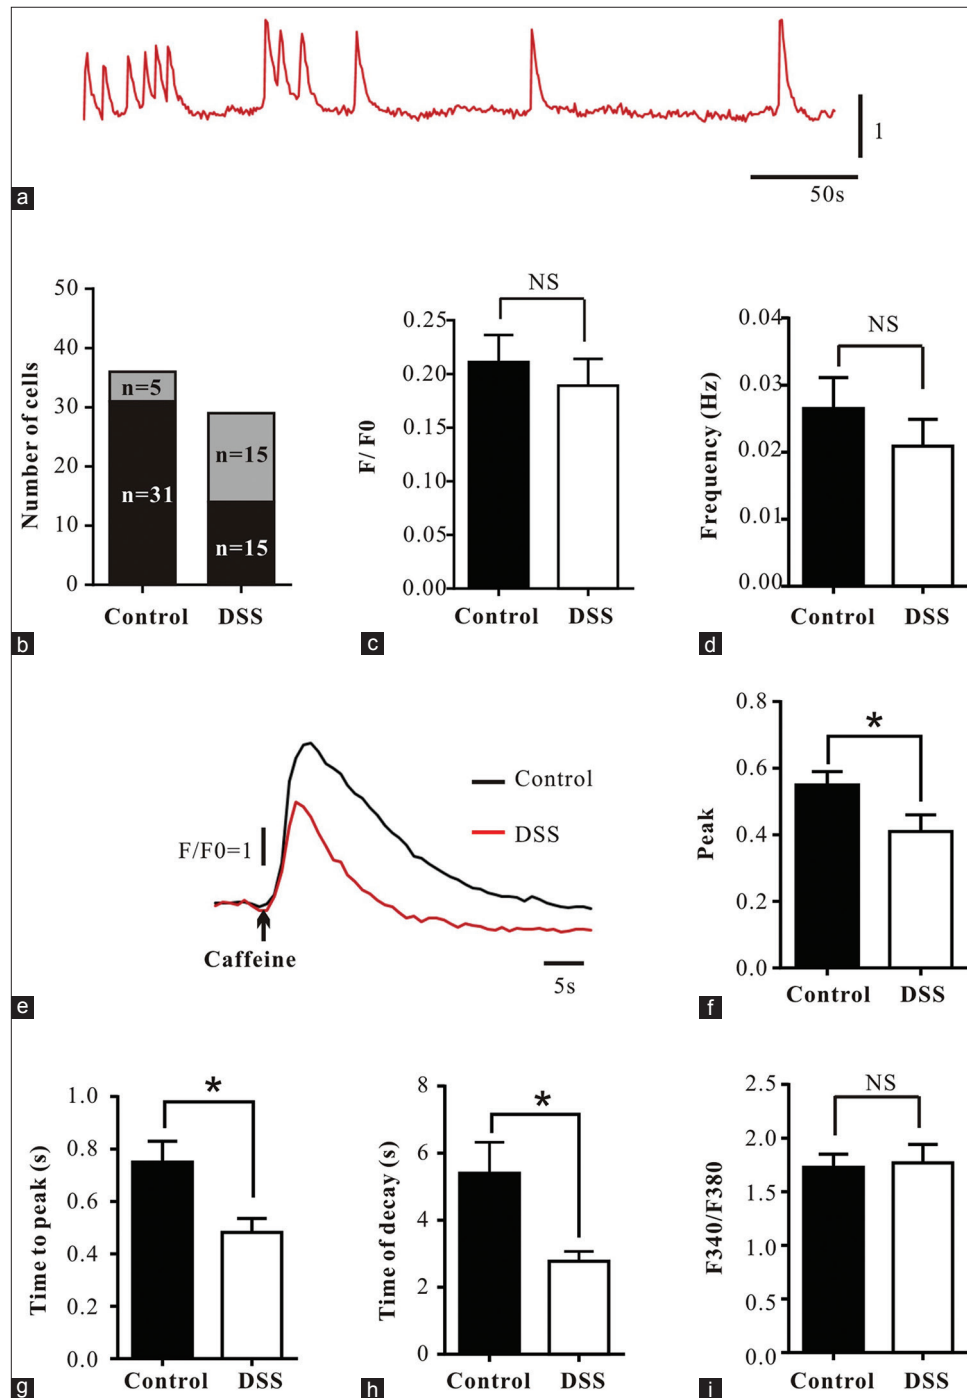 1
50s
a
50
40
30
20
10
0
Number of cells
n=5
n=31
n=15
n=15
Control DSS
b
NS
0.25
0.20
0.15
0.10
0.05
0.00
F/ F0
Control DSS
c
NS
0.04
0.03
0.02
0.01
0.00
Frequency (Hz)
Control DSS
d
Control
DSS
F/F0=1
Caffeine
5s
e
*
0.8
0.6
0.4
0.2
0.0
Peak
Control DSS
f
*
1.0
0.8
0.6
0.4
0.2
0.0
Time to peak (s)
Control DSS
g
*
8
6
4
2
0
Time of decay (s)
Control DSS
h
NS
2.5
2.0
1.5
1.0
0.5
0.0
F340/F380
Control DSS
i